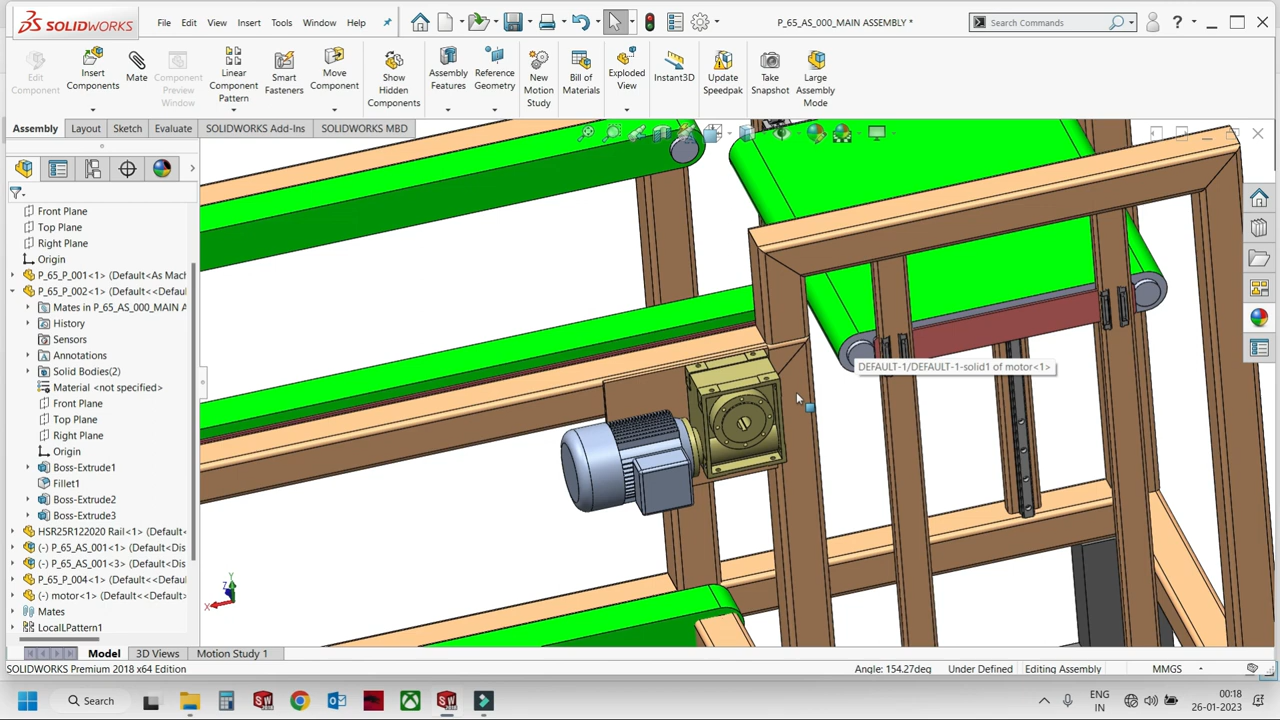 SOLIDWORKS
File Edit View Insert Tools Window Help
P_65_AS_000_MAIN ASSEMBLY *
Search Commands
?
Edit Component
Insert Components
Mate
Component Preview Window
Linear Component Pattern
Smart Fasteners
Move Component
Show Hidden Components
Assembly Features
Reference Geometry
New Motion Study
Bill of Materials
Exploded View
Instant3D
Update Speedpak
Take Snapshot
Large Assembly Mode
Assembly Layout Sketch Evaluate SOLIDWORKS Add-Ins SOLIDWORKS MBD
Front Plane
Top Plane
Right Plane
Origin
P_65_P_001<1> (Default<As Mach
P_65_P_002<1> (Default<<Default
Mates in P_65_AS_000_MAIN A
History
Sensors
Annotations
Solid Bodies(2)
Material <not specified>
Front Plane
Top Plane
Right Plane
Origin
Boss-Extrude1
Fillet1
Boss-Extrude2
Boss-Extrude3
HSR25R122020 Rail<1> (Default<
(-) P_65_AS_001<1> (Default<Dis
(-) P_65_AS_001<3> (Default<Dis
P_65_P_004<1> (Default<<Defaul
(-) motor<1> (Default<<Default>
Mates
LocalLPattern1
DEFAULT-1/DEFAULT-1-solid1 of motor<1>
Y
Z
X
Model 3D Views Motion Study 1
SOLIDWORKS Premium 2018 x64 Edition
Angle: 154.27deg Under Defined Editing Assembly MMGS
Search
ENG
IN
00:18
26-01-2023